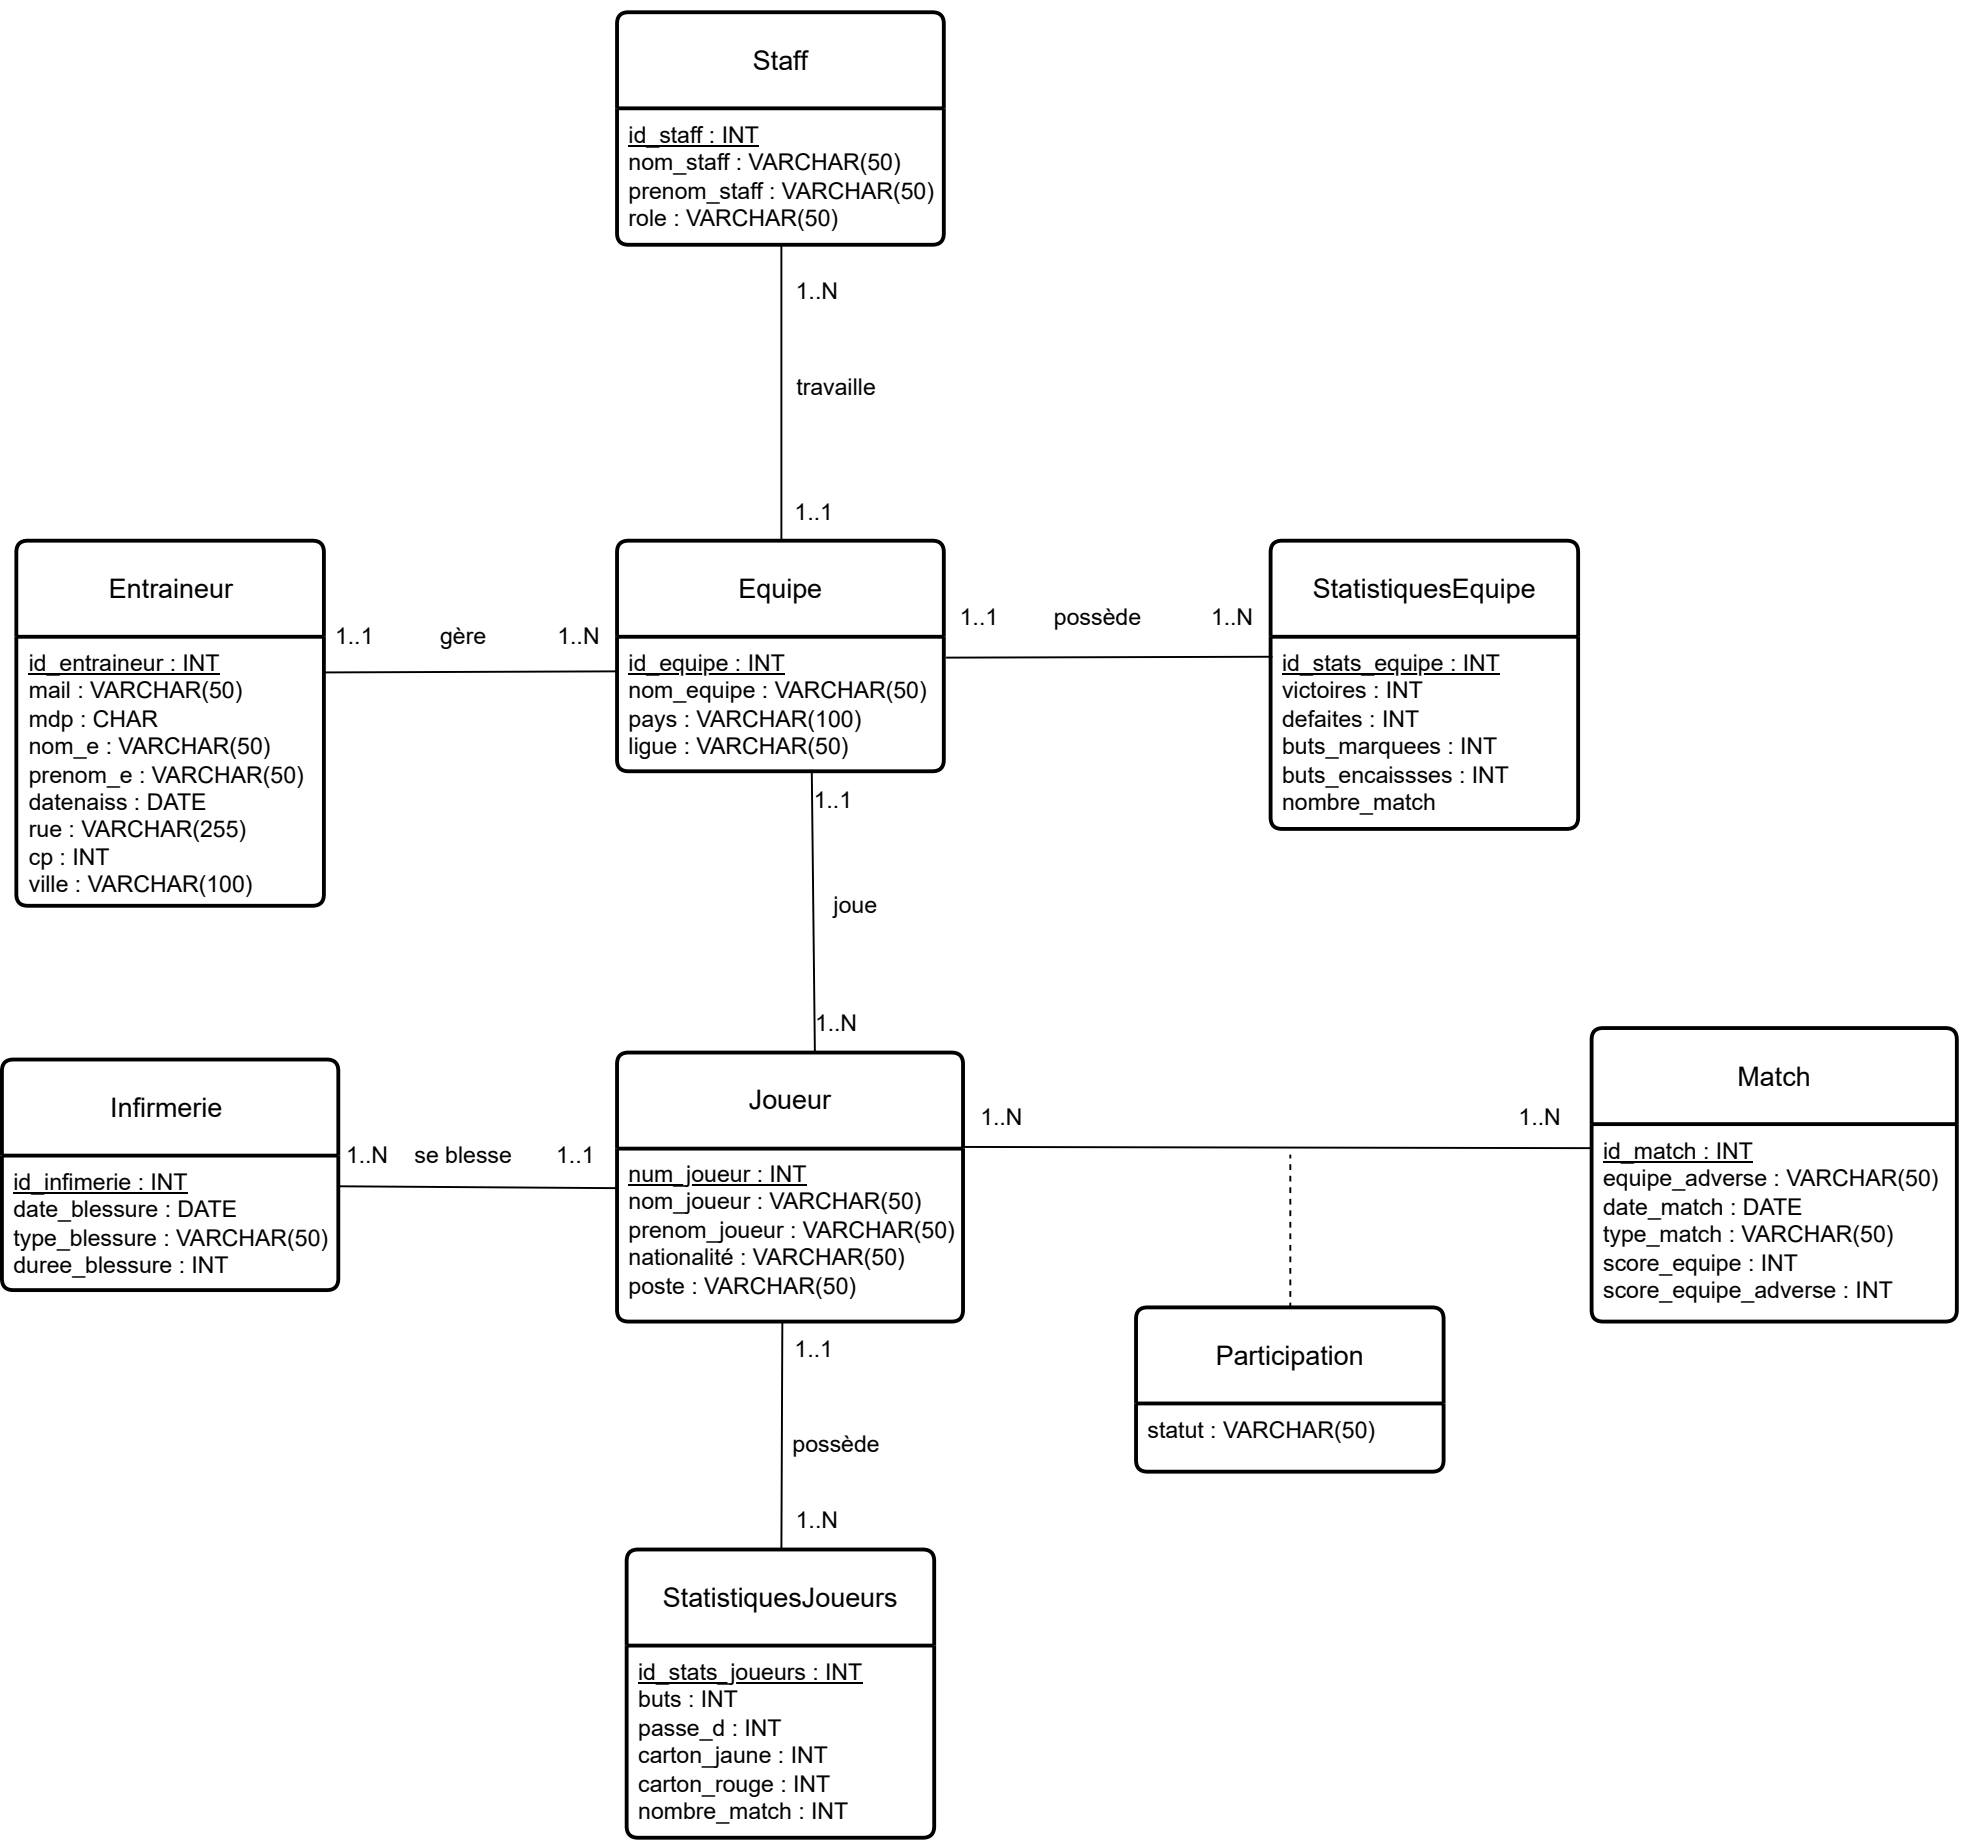 Staff
id_staff : INT
nom_staff : VARCHAR(50)
prenom_staff : VARCHAR(50)
role : VARCHAR(50)
1..N
travaille
1..1
Entraineur
id_entraineur : INT
mail : VARCHAR(50)
mdp : CHAR
nom_e : VARCHAR(50)
prenom_e : VARCHAR(50)
datenaiss : DATE
rue : VARCHAR(255)
cp : INT
ville : VARCHAR(100)
1..1 gère 1..N
Equipe
id_equipe : INT
nom_equipe : VARCHAR(50)
pays : VARCHAR(100)
ligue : VARCHAR(50)
1..1 possède 1..N
StatistiquesEquipe
id_stats_equipe : INT
victoires : INT
defaites : INT
buts_marquees : INT
buts_encaissses : INT
nombre_match
1..1
joue
1..N
Infirmerie
id_infimerie : INT
date_blessure : DATE
type_blessure : VARCHAR(50)
duree_blessure : INT
1..N se blesse 1..1
Joueur
num_joueur : INT
nom_joueur : VARCHAR(50)
prenom_joueur : VARCHAR(50)
nationalité : VARCHAR(50)
poste : VARCHAR(50)
1..N 1..N
Match
id_match : INT
equipe_adverse : VARCHAR(50)
date_match : DATE
type_match : VARCHAR(50)
score_equipe : INT
score_equipe_adverse : INT
Participation
statut : VARCHAR(50)
1..1
possède
1..N
StatistiquesJoueurs
id_stats_joueurs : INT
buts : INT
passe_d : INT
carton_jaune : INT
carton_rouge : INT
nombre_match : INT